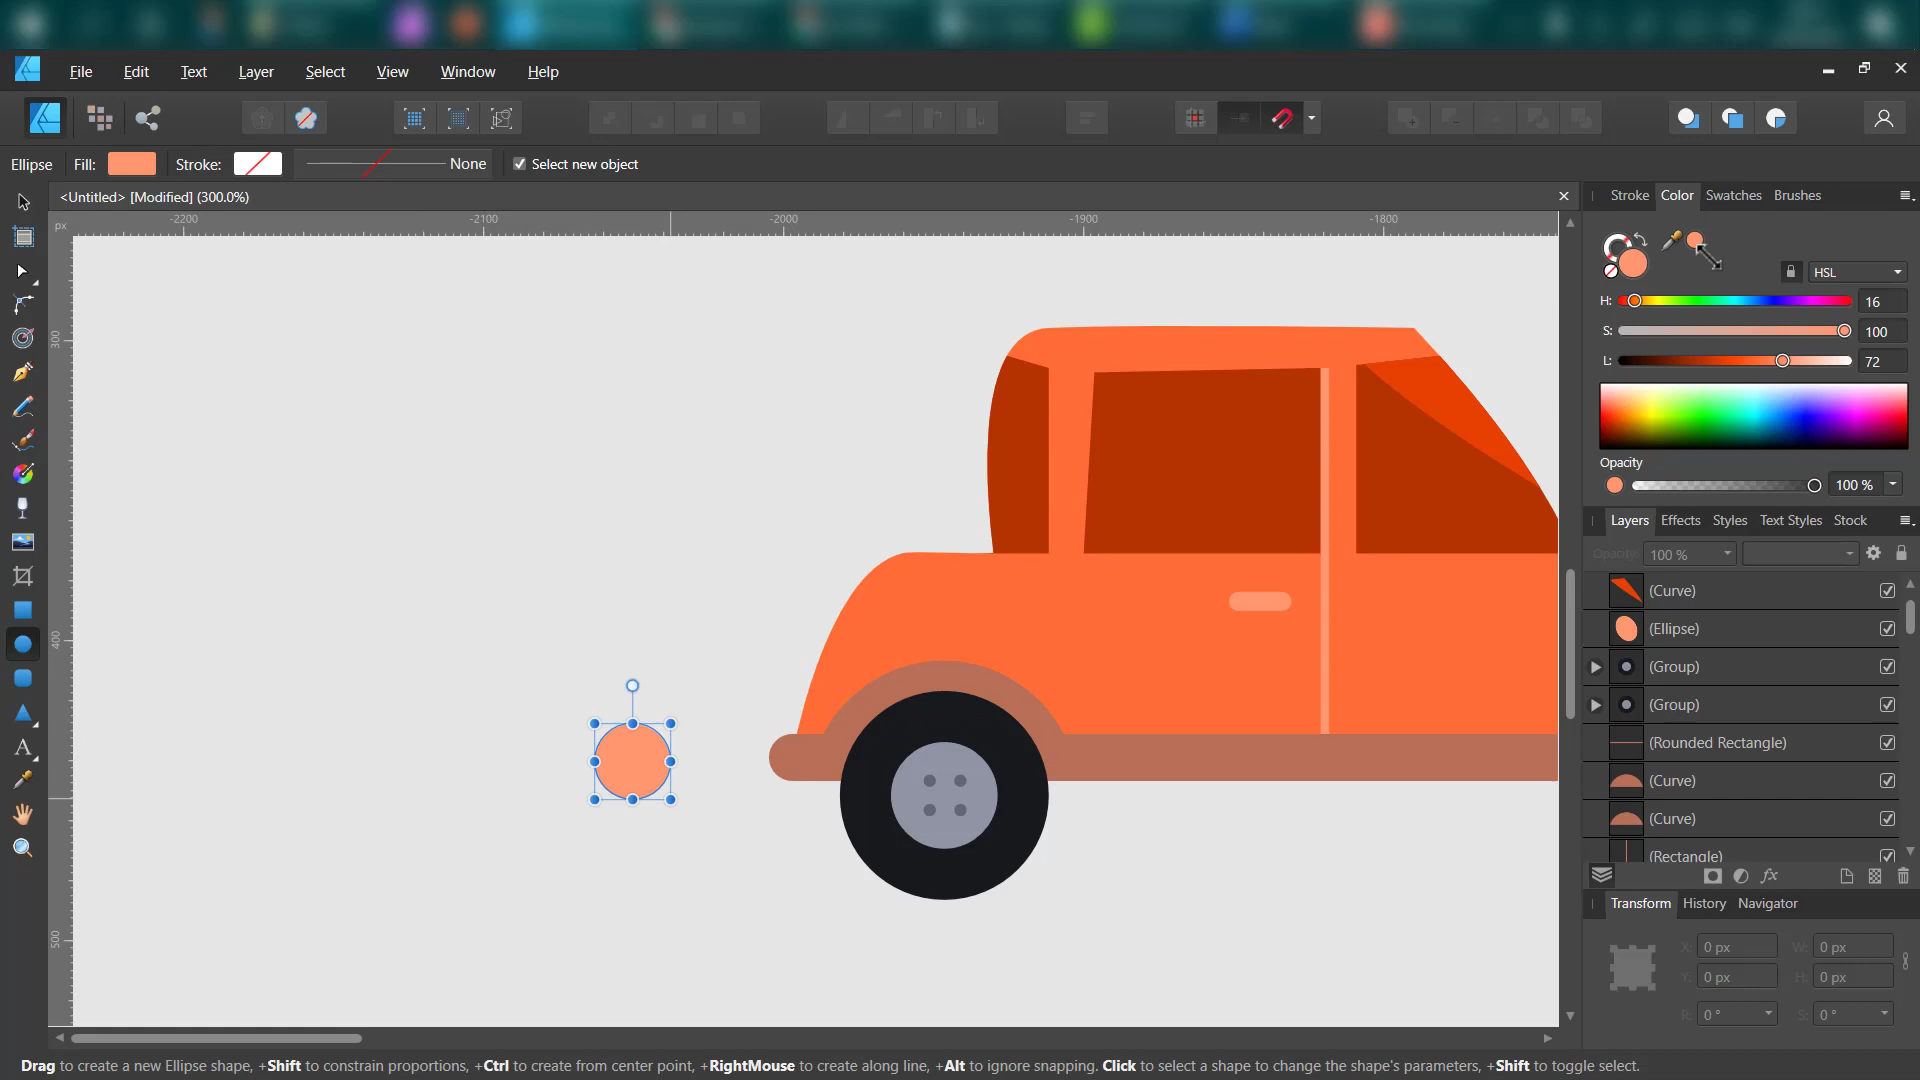 File Edit Text Layer Select View Window Help
Ellipse Fill: Stroke: None Select new object
<Untitled> [Modified] (300.0%)
px -2200 -2100 -2000 -1900 -1800
300
400
500
Stroke Color Swatches Brushes
HSL
H: 16
S: 100
L: 72
Opacity
100 %
Layers Effects Styles Text Styles Stock
Opacity: 100 %
(Curve)
(Ellipse)
(Group)
(Group)
(Rounded Rectangle)
(Curve)
(Curve)
(Rectangle)
fx
Transform History Navigator
X: 0 px W: 0 px
Y: 0 px H: 0 px
R: 0 ° S: 0 °
Drag to create a new Ellipse shape, +Shift to constrain proportions, +Ctrl to create from center point, +RightMouse to create along line, +Alt to ignore snapping. Click to select a shape to change the shape's parameters, +Shift to toggle select.